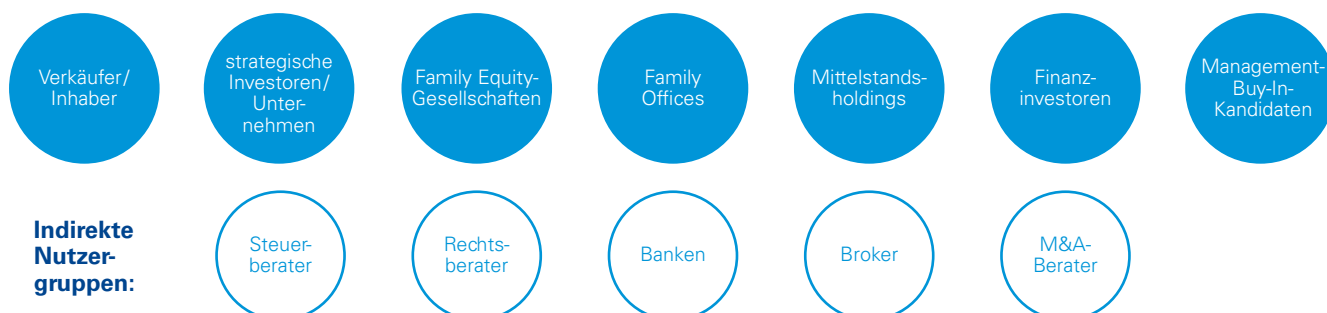 Verkäufer/
Inhaber
strategische
Investoren/
Unter-
nehmen
Family Equity-
Gesellschaften
Family
Offices
Mittelstands-
holdings
Finanz-
investoren
Management-
Buy-In-
Kandidaten
Indirekte
Nutzer-
gruppen:
Steuer-
berater
Rechts-
berater
Banken
Broker
M&A-
Berater